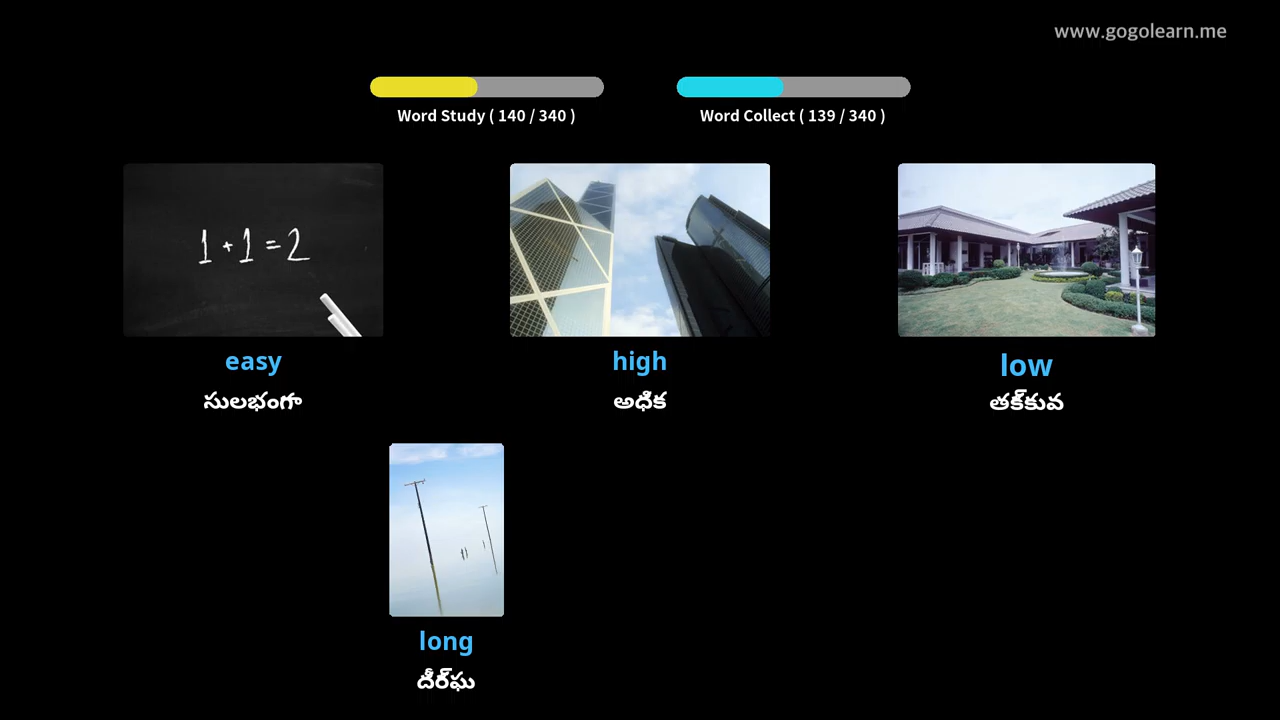 www.gogolearn.me
Word Study ( 140 / 340 )
Word Collect ( 139 / 340 )
1 + 1 = 2
easy
high
low
సులభంగా
అధిక
తక్కువ
long
దీర్ఘ